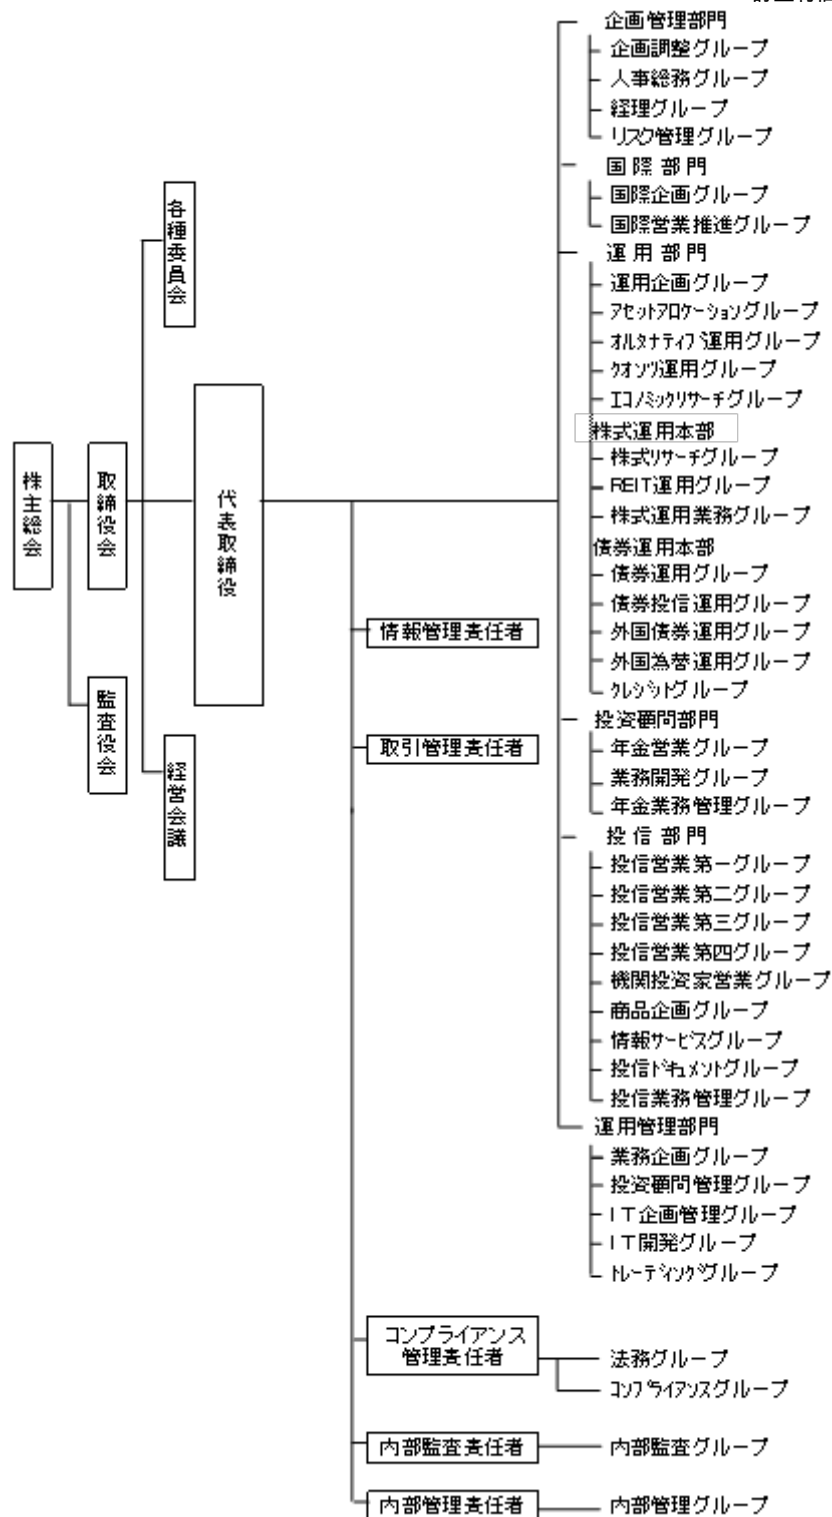 企画管理部門
企画調整グループ
人事総務グループ
経理グループ
リスク管理グループ
国際部門
国際企画グループ
国際営業推進グループ
運用部門
運用企画グループ
アセットアロケーショングループ
オルタナティブ運用グループ
クオンツ運用グループ
エコノミックリサーチグループ
株式運用本部
株式リサーチグループ
REIT運用グループ
株式運用業務グループ
債券運用本部
債券運用グループ
債券投信運用グループ
外国債券運用グループ
外国為替運用グループ
クレジットグループ
投資顧問部門
年金営業グループ
業務開発グループ
年金業務管理グループ
投信部門
投信営業第一グループ
投信営業第二グループ
投信営業第三グループ
投信営業第四グループ
機関投資家営業グループ
商品企画グループ
情報サービスグループ
投信ドキュメントグループ
投信業務管理グループ
運用管理部門
業務企画グループ
投資顧問管理グループ
IT企画管理グループ
IT開発グループ
トレーディンググループ
各種委員会
株主総会
取締役会
代表取締役
監査役会
経営会議
情報管理責任者
取引管理責任者
コンプライアンス
管理責任者
法務グループ
コンプライアンスグループ
内部監査責任者
内部監査グループ
内部管理責任者
内部管理グループ